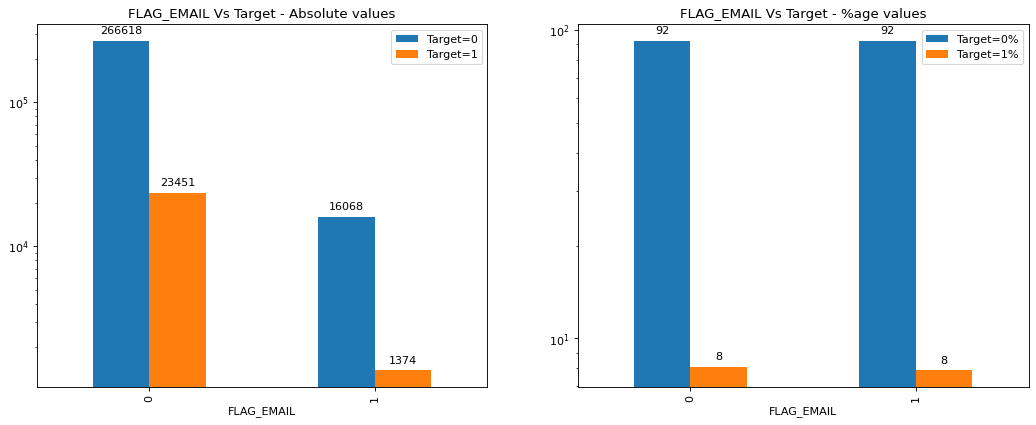 FLAG_EMAIL Vs Target - Absolute values
Target=0
Target=1
266618
23451
16068
1374
10^5
10^4
0
1
FLAG_EMAIL
FLAG_EMAIL Vs Target - %age values
Target=0%
Target=1%
92
8
92
8
10^2
10^1
0
1
FLAG_EMAIL